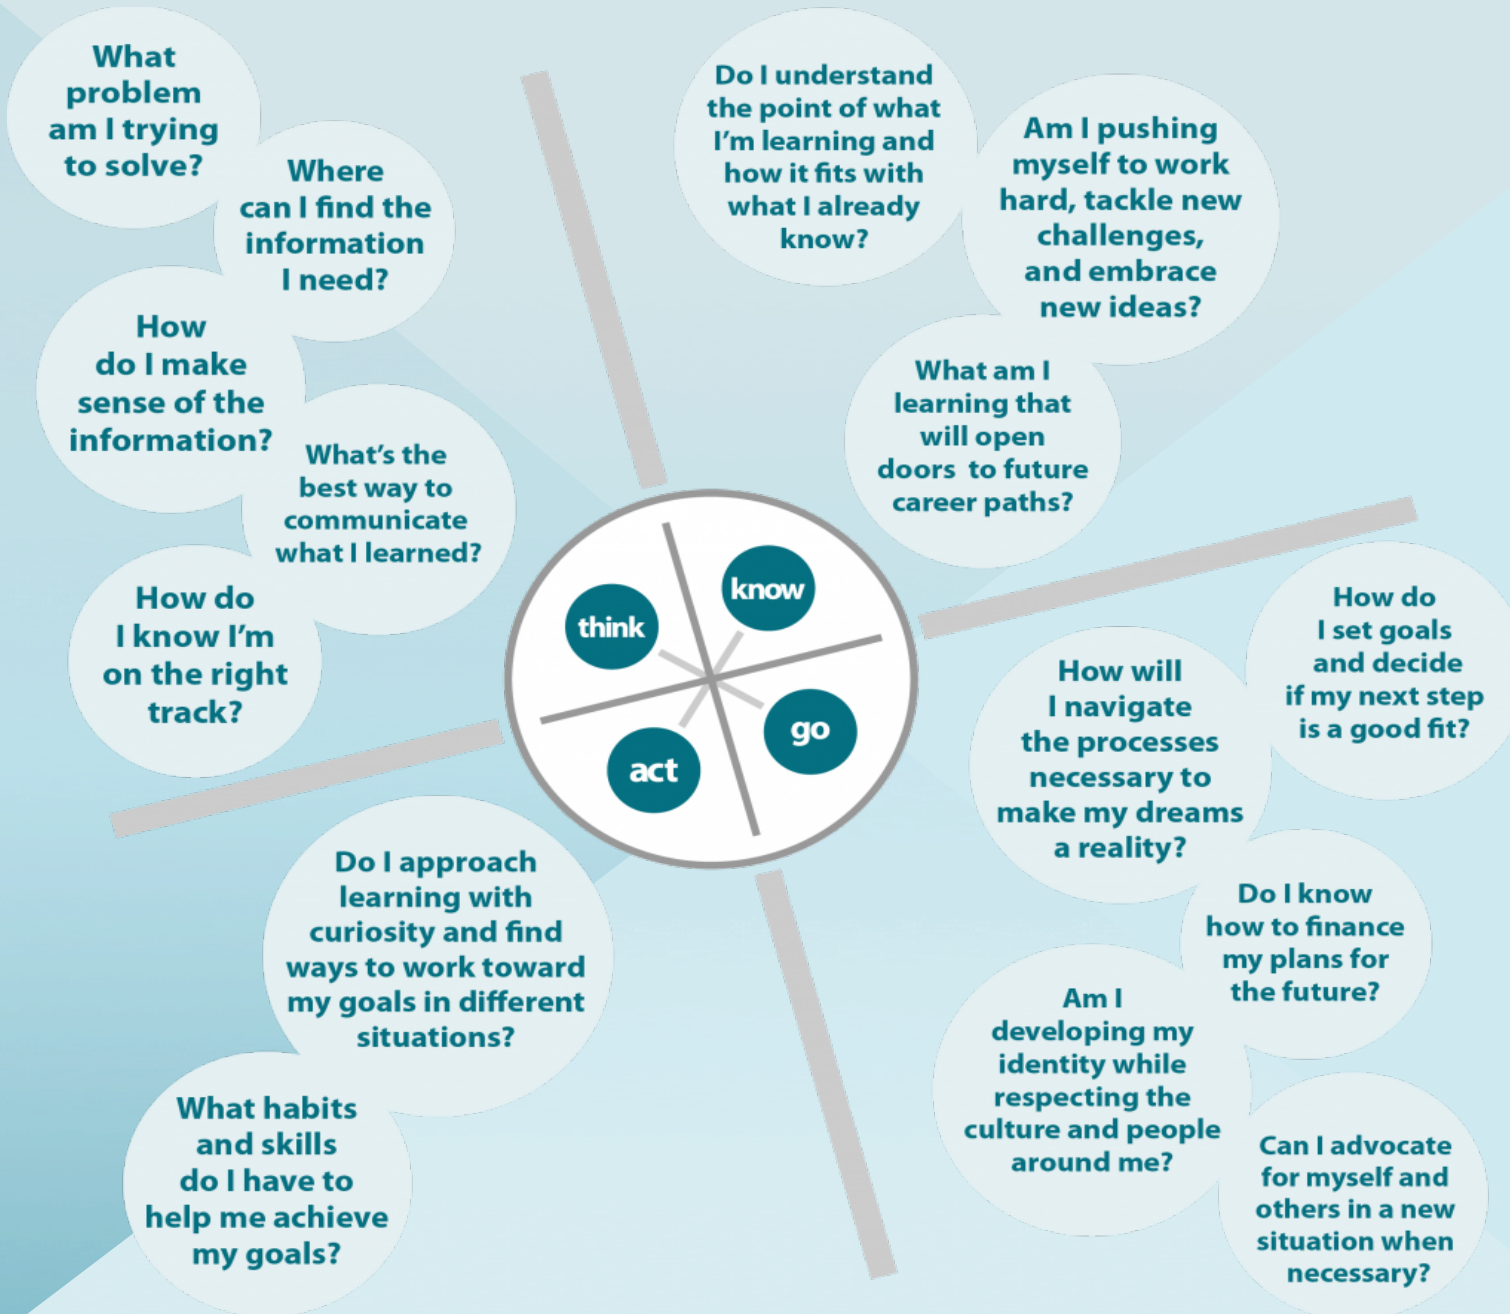 What
problem
am I trying
to solve?
Where
can I find the
information
I need?
How
do I make
sense of the
information?
What's the
best way to
communicate
what I learned?
How do
I know I'm
on the right
track?
Do I understand
the point of what
I'm learning and
how it fits with
what I already
know?
Am I pushing
myself to work
hard, tackle new
challenges,
and embrace
new ideas?
What am I
learning that
will open
doors to future
career paths?
think
know
act
go
How do
I set goals
and decide
if my next step
is a good fit?
How will
I navigate
the processes
necessary to
make my dreams
a reality?
Do I know
how to finance
my plans for
the future?
Am I
developing my
identity while
respecting the
culture and people
around me?
Can I advocate
for myself and
others in a new
situation when
necessary?
Do I approach
learning with
curiosity and find
ways to work toward
my goals in different
situations?
What habits
and skills
do I have to
help me achieve
my goals?